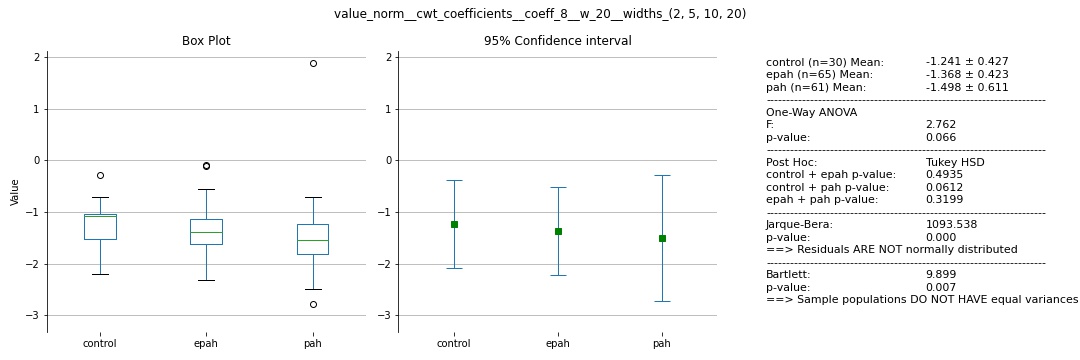 value_norm__cwt_coefficients__coeff_8__w_20__widths_(2, 5, 10, 20)
Box Plot
Value
2
1
0
−1
−2
−3
control epah pah
95% Confidence interval
2
1
0
−1
−2
−3
control epah pah
control (n=30) Mean: -1.241 ± 0.427
epah (n=65) Mean: -1.368 ± 0.423
pah (n=61) Mean: -1.498 ± 0.611
One-Way ANOVA
F: 2.762
p-value: 0.066
Post Hoc: Tukey HSD
control + epah p-value: 0.4935
control + pah p-value: 0.0612
epah + pah p-value: 0.3199
Jarque-Bera: 1093.538
p-value: 0.000
==> Residuals ARE NOT normally distributed
Bartlett: 9.899
p-value: 0.007
==> Sample populations DO NOT HAVE equal variances